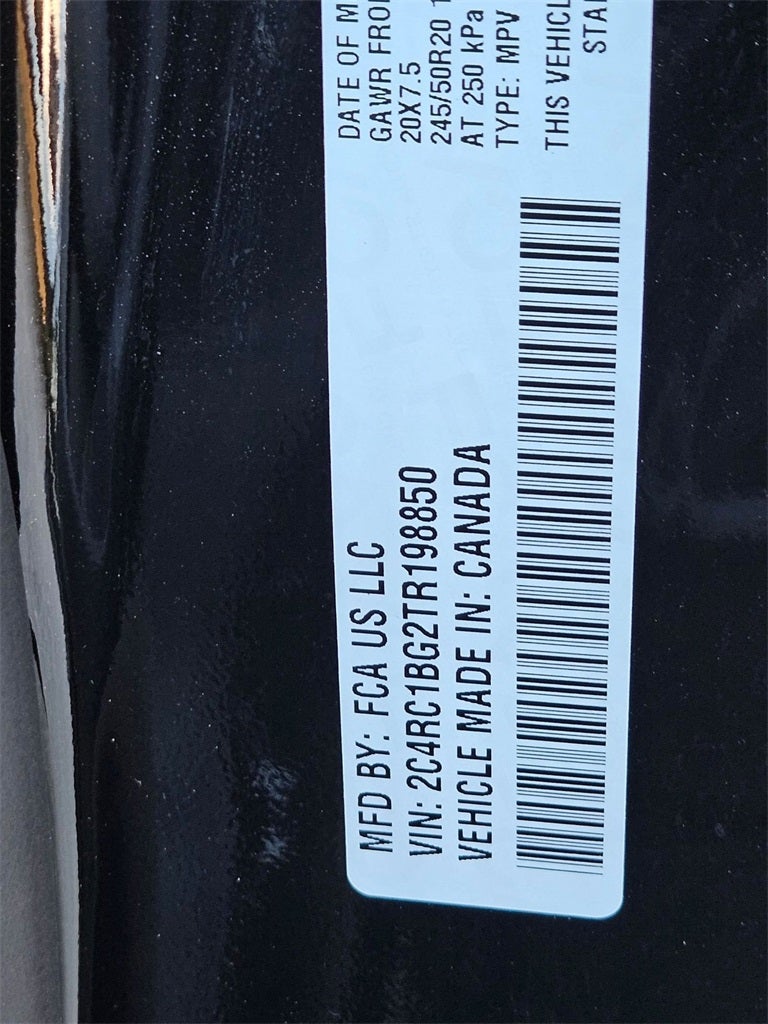 MFD BY: FCA US LLC
VIN: 2C4RC1BG2TR198850
VEHICLE MADE IN: CANADA
DATE OF M
GAWR FRO
20X7.5
245/50R20 1
AT 250 kPa
TYPE: MPV
THIS VEHICL
STA